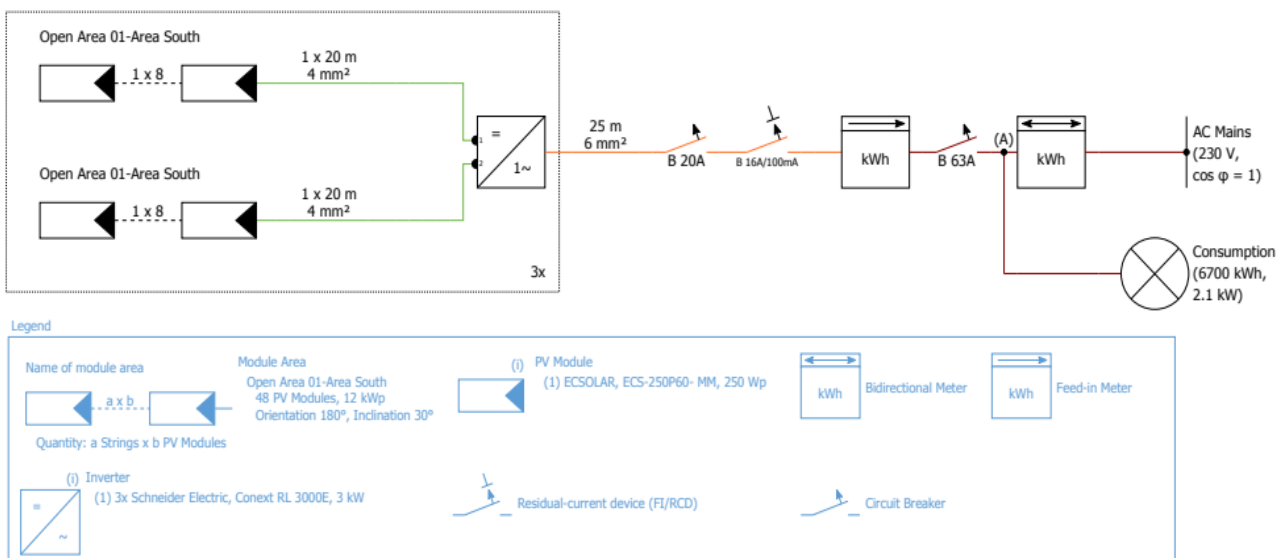 Open Area 01-Area South
1 x 8
1 x 20 m
4 mm²
Open Area 01-Area South
1 x 8
1 x 20 m
4 mm²
1
2
=
1~
3x
25 m
6 mm²
B 20A
B 16A/100mA
kWh
B 63A
(A)
kWh
AC Mains
(230 V,
cos φ = 1)
Consumption
(6700 kWh,
2.1 kW)
Legend
Name of module area
a x b
Quantity: a Strings x b PV Modules
Module Area
Open Area 01-Area South
48 PV Modules, 12 kWp
Orientation 180°, Inclination 30°
(i) PV Module
(1) ECSOLAR, ECS-250P60- MM, 250 Wp
kWh
Bidirectional Meter
kWh
Feed-in Meter
(i) Inverter
(1) 3x Schneider Electric, Conext RL 3000E, 3 kW
=
~
Residual-current device (FI/RCD)
Circuit Breaker